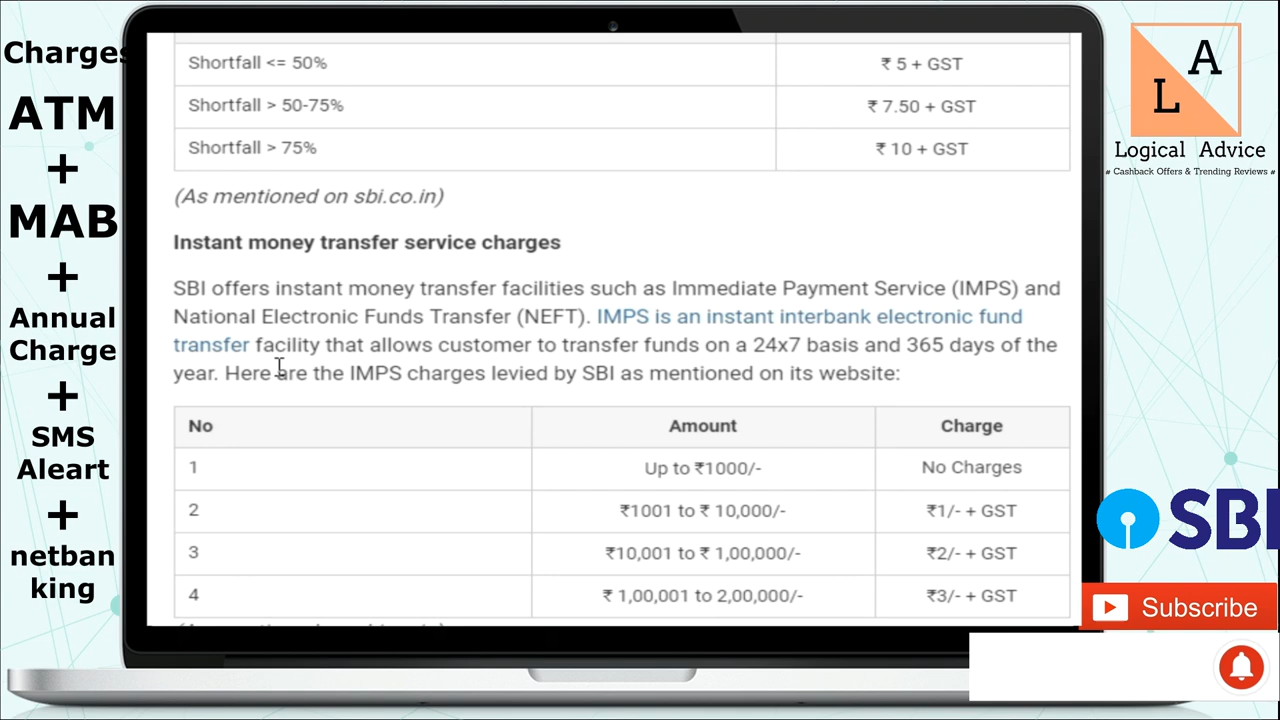 Charges
ATM
+
MAB
+
Annual
Charge
+
SMS
Aleart
+
netban
king
Shortfall <= 50% ₹ 5 + GST
Shortfall > 50-75% ₹ 7.50 + GST
Shortfall > 75% ₹ 10 + GST
(As mentioned on sbi.co.in)
Instant money transfer service charges
SBI offers instant money transfer facilities such as Immediate Payment Service (IMPS) and
National Electronic Funds Transfer (NEFT). IMPS is an instant interbank electronic fund
transfer facility that allows customer to transfer funds on a 24x7 basis and 365 days of the
year. Here are the IMPS charges levied by SBI as mentioned on its website:
No Amount Charge
1 Up to ₹1000/- No Charges
2 ₹1001 to ₹ 10,000/- ₹1/- + GST
3 ₹10,001 to ₹ 1,00,000/- ₹2/- + GST
4 ₹ 1,00,001 to 2,00,000/- ₹3/- + GST
L A
Logical Advice
# Cashback Offers & Trending Reviews #
SBI
Subscribe